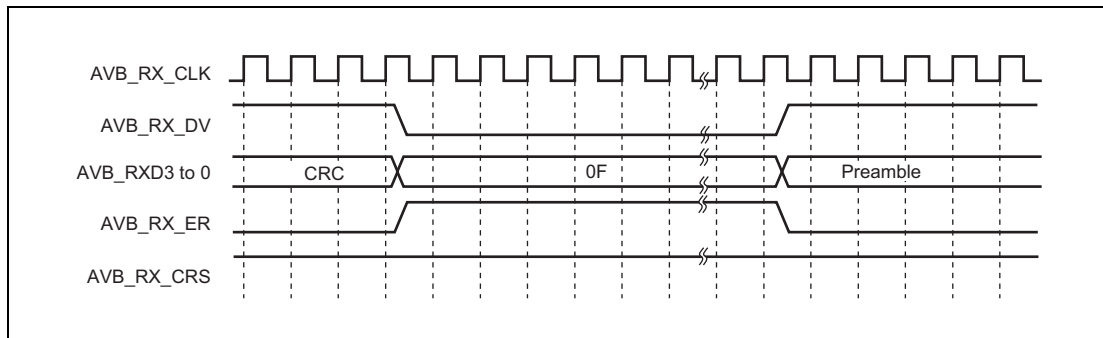 AVB_RX_CLK
AVB_RX_DV
AVB_RXD3 to 0 CRC 0F Preamble
AVB_RX_ER
AVB_RX_CRS